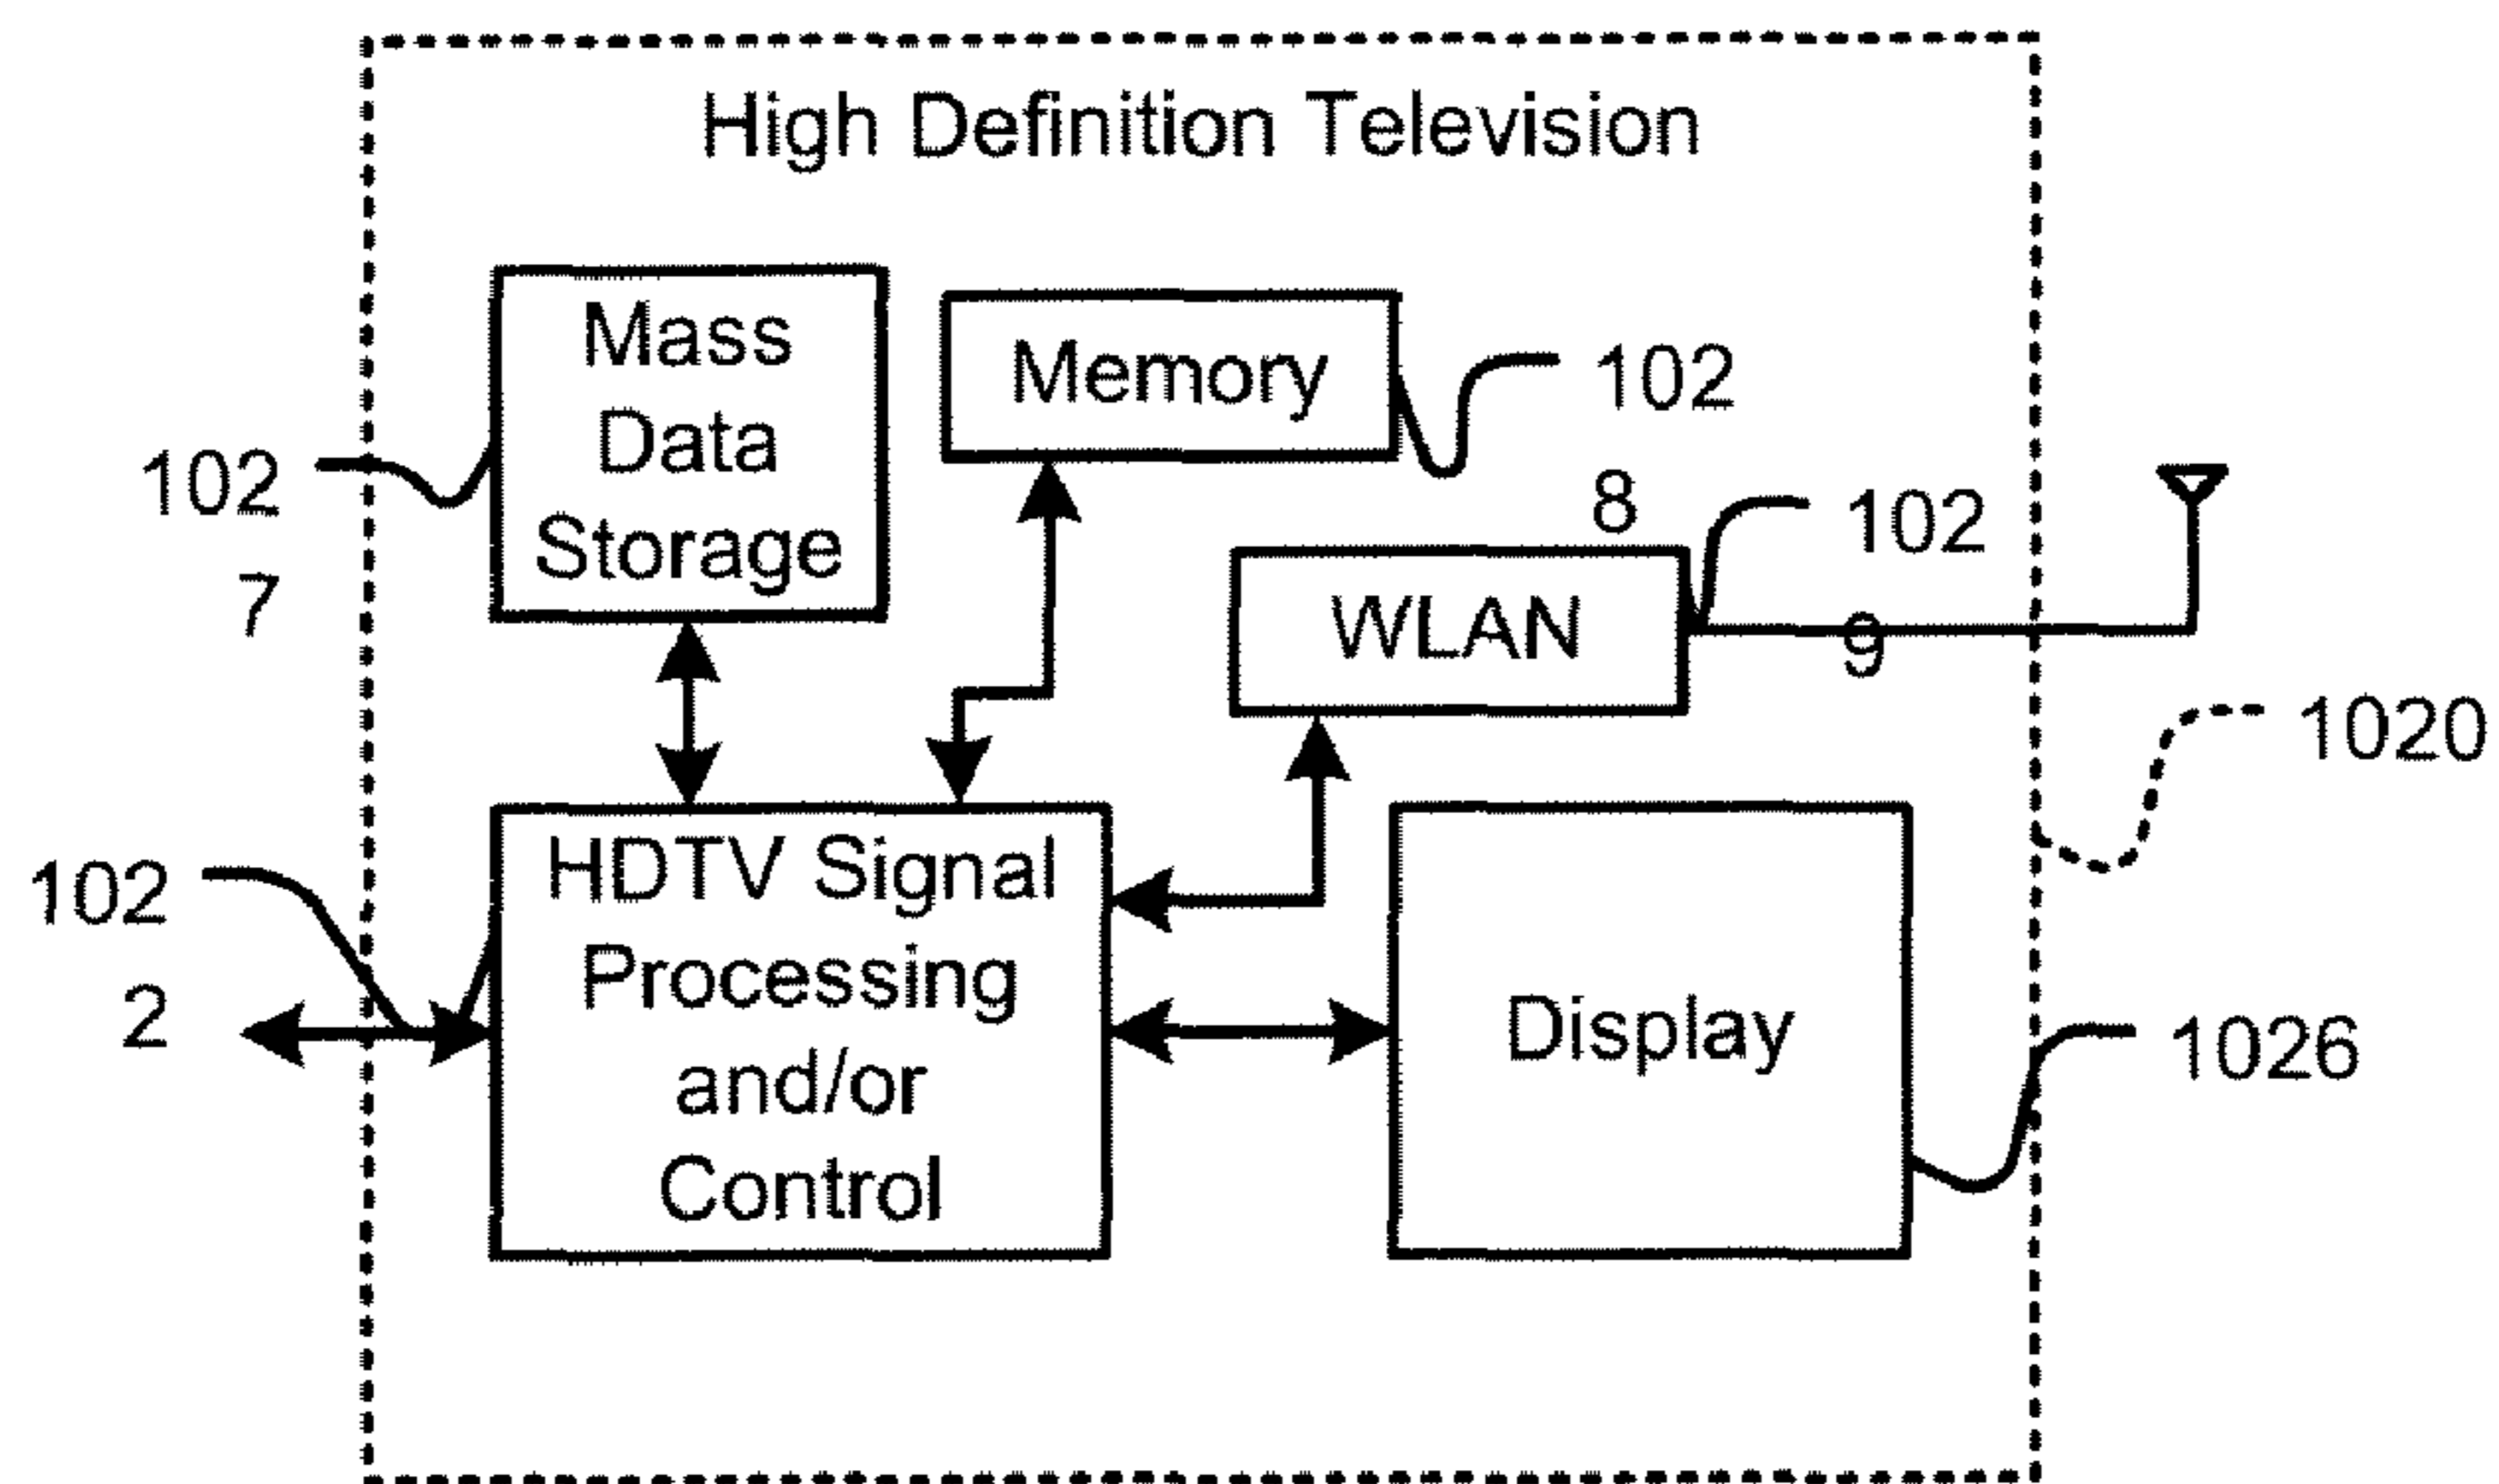 High Definition Television
Mass
Data
Storage
Memory
102
8
102
7
WLAN
102
9
1020
HDTV Signal
Processing
and/or
Control
102
2
Display
1026